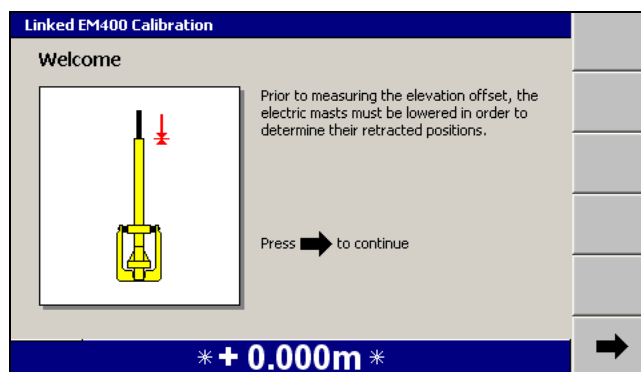 Linked EM400 Calibration
Welcome
Prior to measuring the elevation offset, the
electric masts must be lowered in order to
determine their retracted positions.
Press to continue
*+ 0.000m *